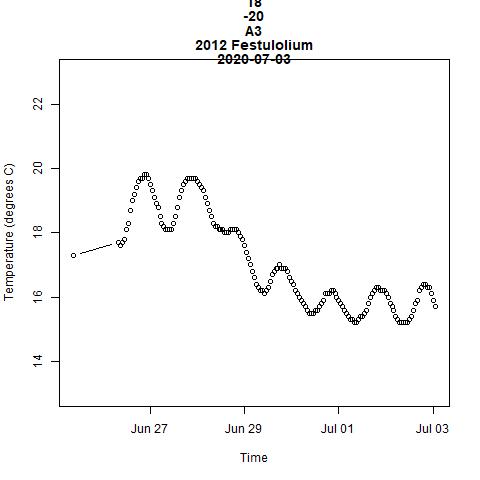 18
-20
A3
2012 Festulolium
2020-07-03
Temperature (degrees C)
22
20
18
16
14
Jun 27
Jun 29
Jul 01
Jul 03
Time